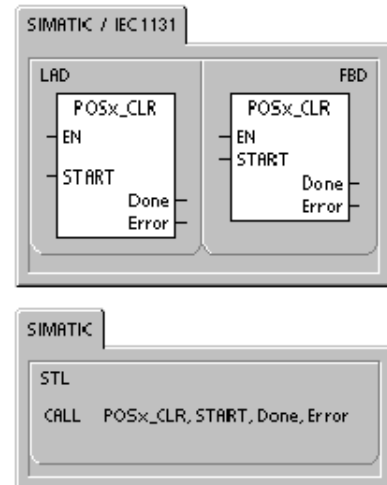 SIMATIC / IEC 1131
LAD
FBD
POSx_CLR
EN
START
Done
Error
POSx_CLR
EN
START
Done
Error
SIMATIC
STL
CALL POSx_CLR, START, Done, Error